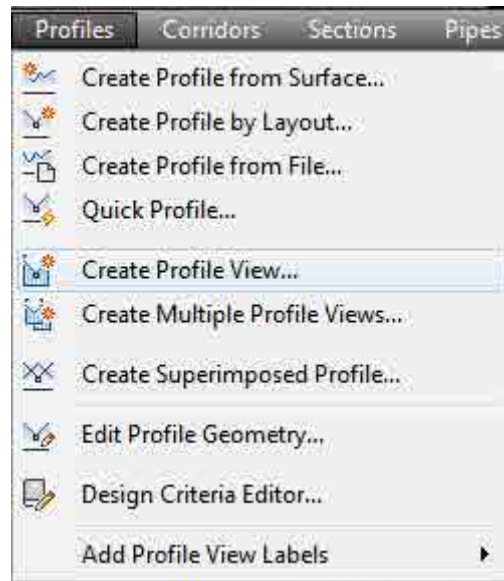 Profiles Corridors Sections Pipes
Create Profile from Surface...
Create Profile by Layout...
Create Profile from File...
Quick Profile...
Create Profile View...
Create Multiple Profile Views...
Create Superimposed Profile...
Edit Profile Geometry...
Design Criteria Editor...
Add Profile View Labels